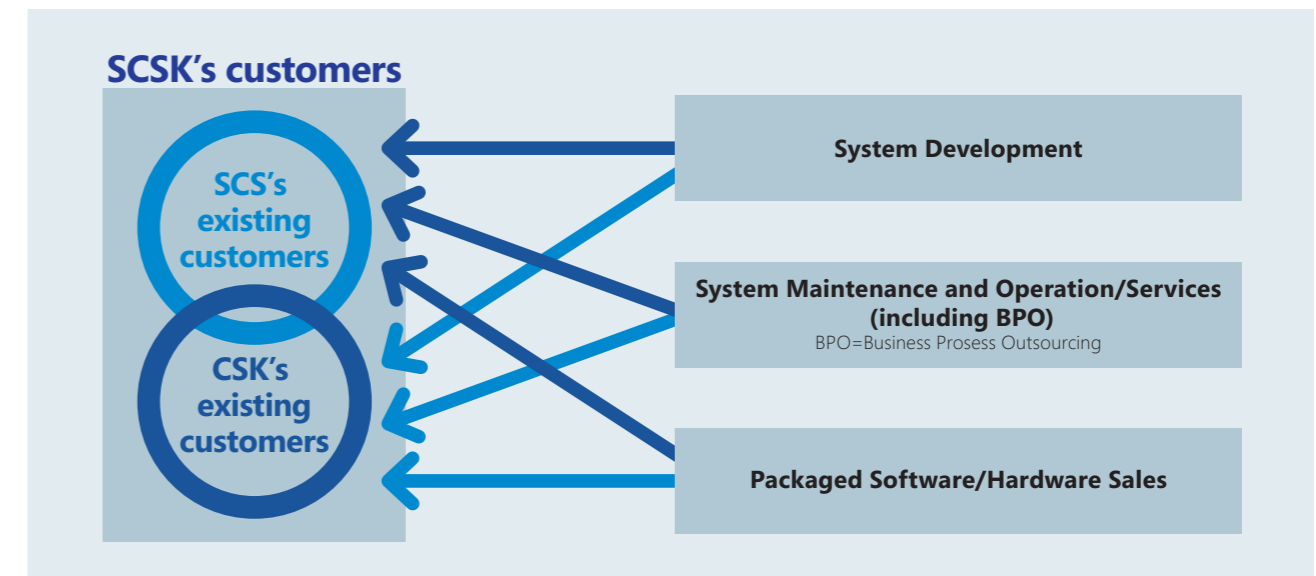 SCSK’s customers
SCS’s
existing
customers
CSK’s
existing
customers
System Development
System Maintenance and Operation/Services
(including BPO)
BPO=Business Prosess Outsourcing
Packaged Software/Hardware Sales